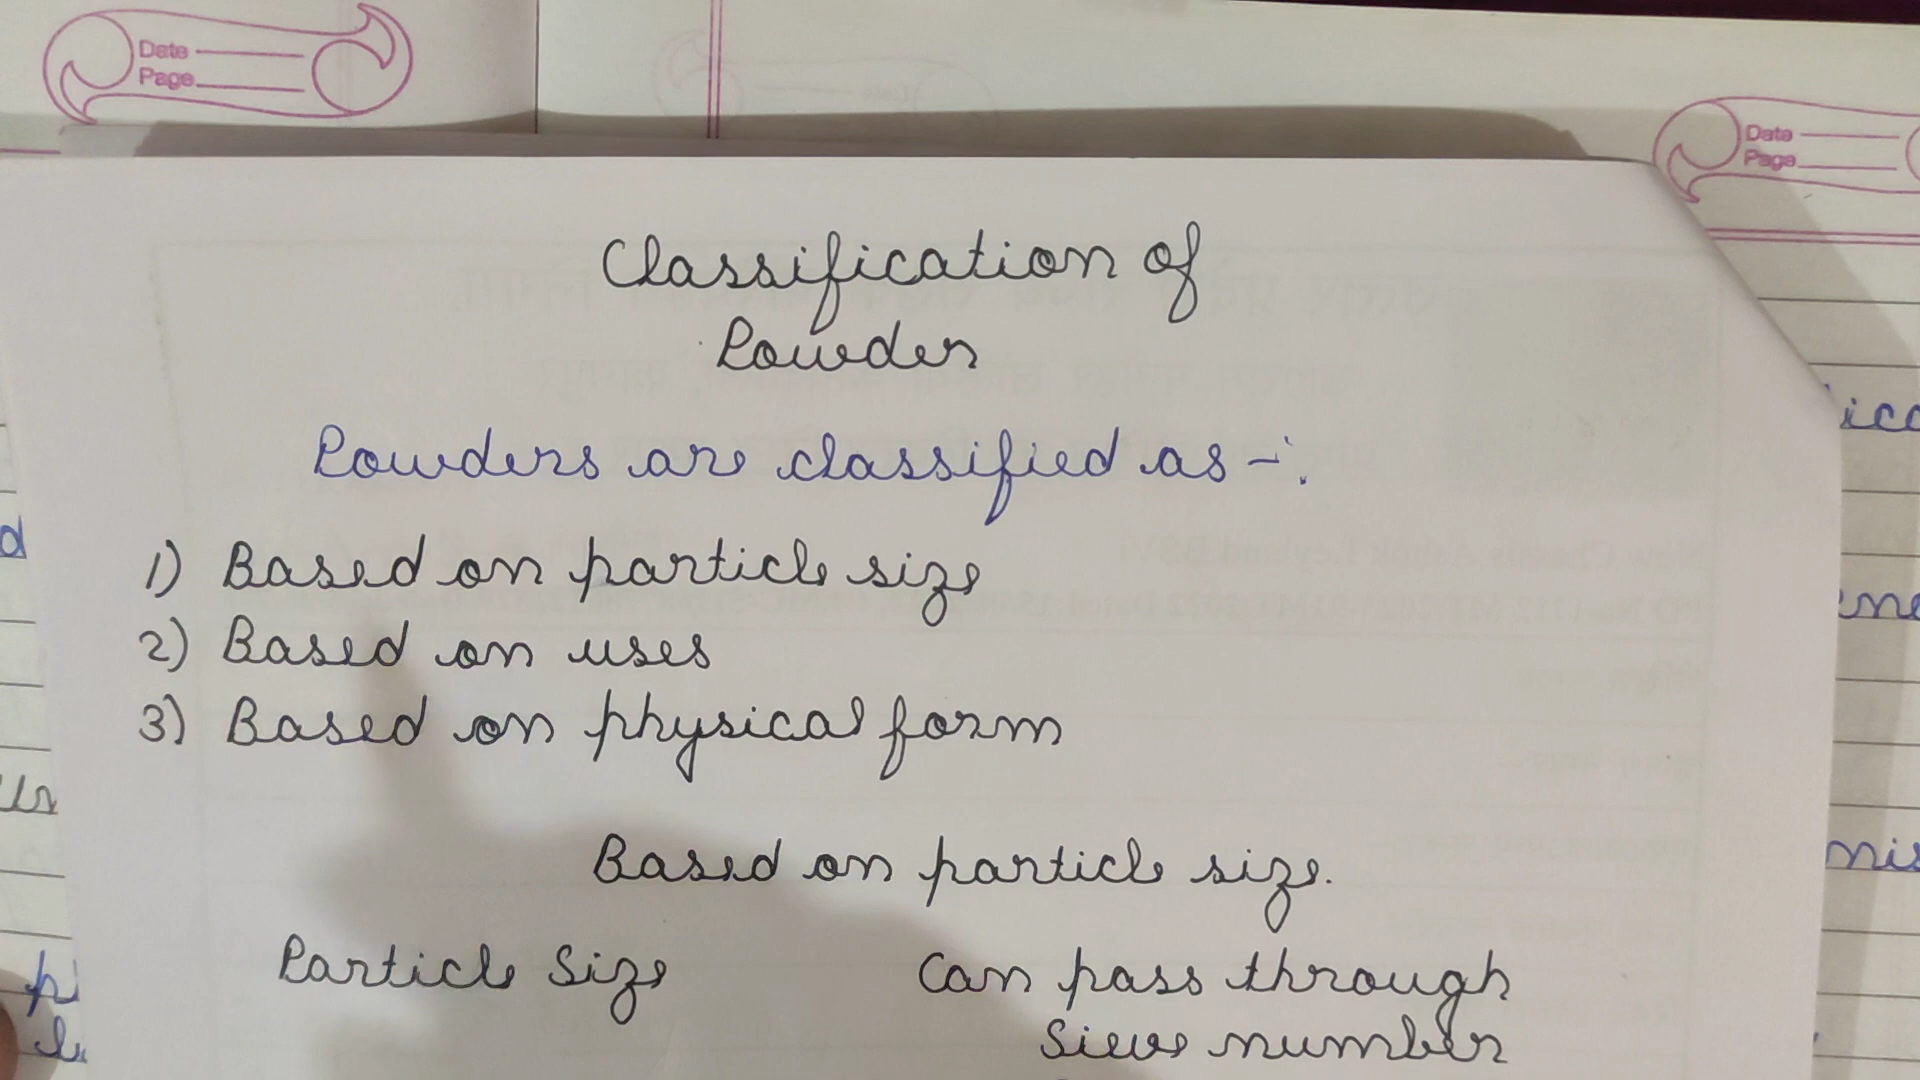 Date
Page
Date
Page
Classification of
Powder
Powders are classified as -:
1) Based on particle size
2) Based on uses
3) Based on physical form
Based on particle size.
Particle Size
Can pass through
Sieve number